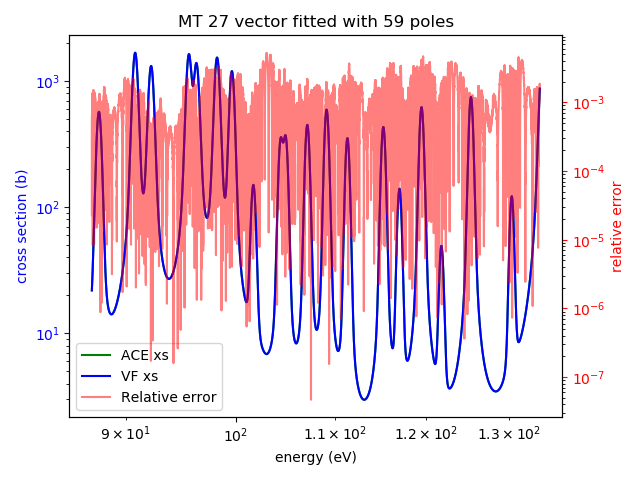 MT 27 vector fitted with 59 poles
10³
10²
10¹
cross section (b)
10⁻³
10⁻⁴
10⁻⁵
10⁻⁶
10⁻⁷
relative error
ACE xs
VF xs
Relative error
9 × 10¹
10²
1.1 × 10²
1.2 × 10²
1.3 × 10²
energy (eV)